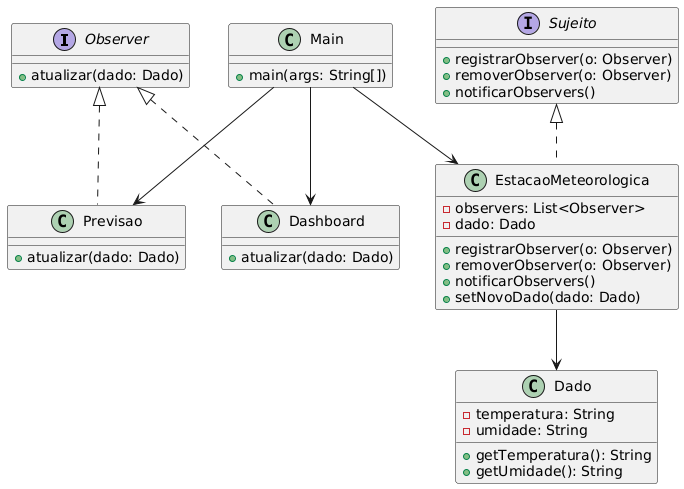 I Observer
atualizar(dado: Dado)
C Main
main(args: String[])
I Sujeito
registrarObserver(o: Observer)
removerObserver(o: Observer)
notificarObservers()
C Previsao
atualizar(dado: Dado)
C Dashboard
atualizar(dado: Dado)
C EstacaoMeteorologica
observers: List<Observer>
dado: Dado
registrarObserver(o: Observer)
removerObserver(o: Observer)
notificarObservers()
setNovoDado(dado: Dado)
C Dado
temperatura: String
umidade: String
getTemperatura(): String
getUmidade(): String